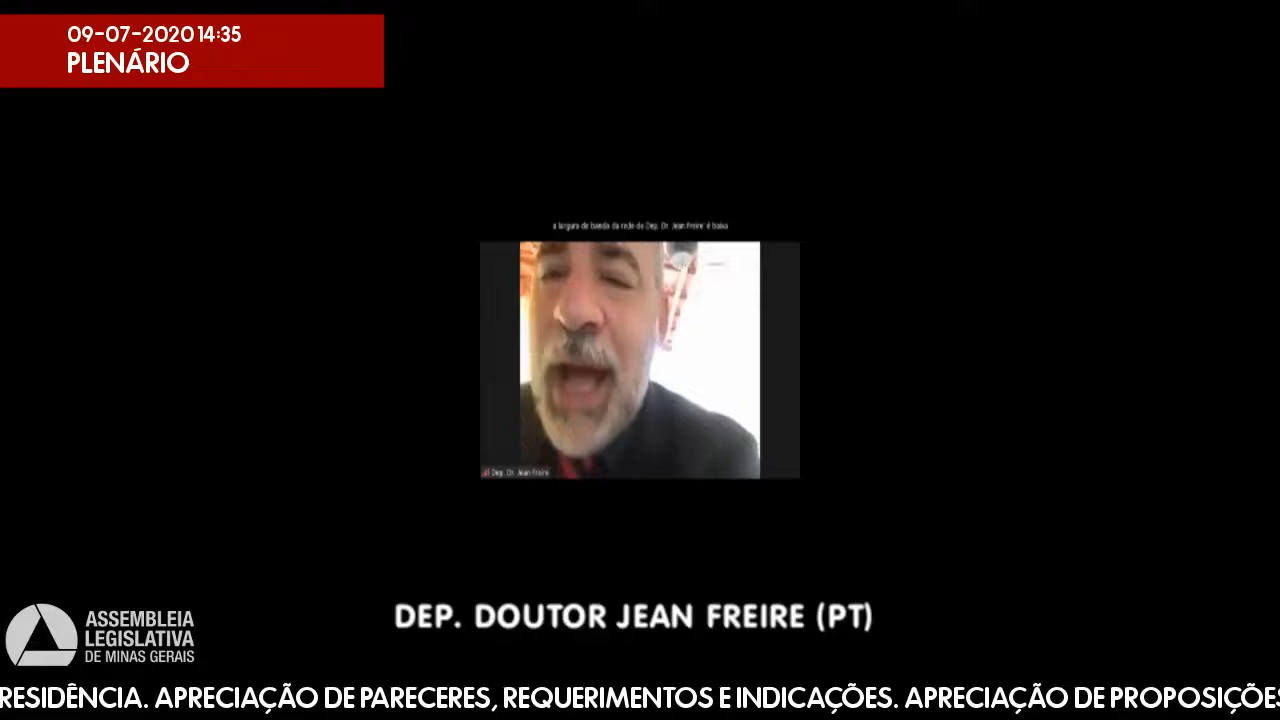 09-07-2020 14:35
PLENÁRIO
a largura de banda da rede de Dep. Dr. Jean Freire é baixa
Dep. Dr. Jean Freire
DEP. DOUTOR JEAN FREIRE (PT)
ASSEMBLEIA
LEGISLATIVA
DE MINAS GERAIS
RESIDÊNCIA. APRECIAÇÃO DE PARECERES, REQUERIMENTOS E INDICAÇÕES. APRECIAÇÃO DE PROPOSIÇÕES